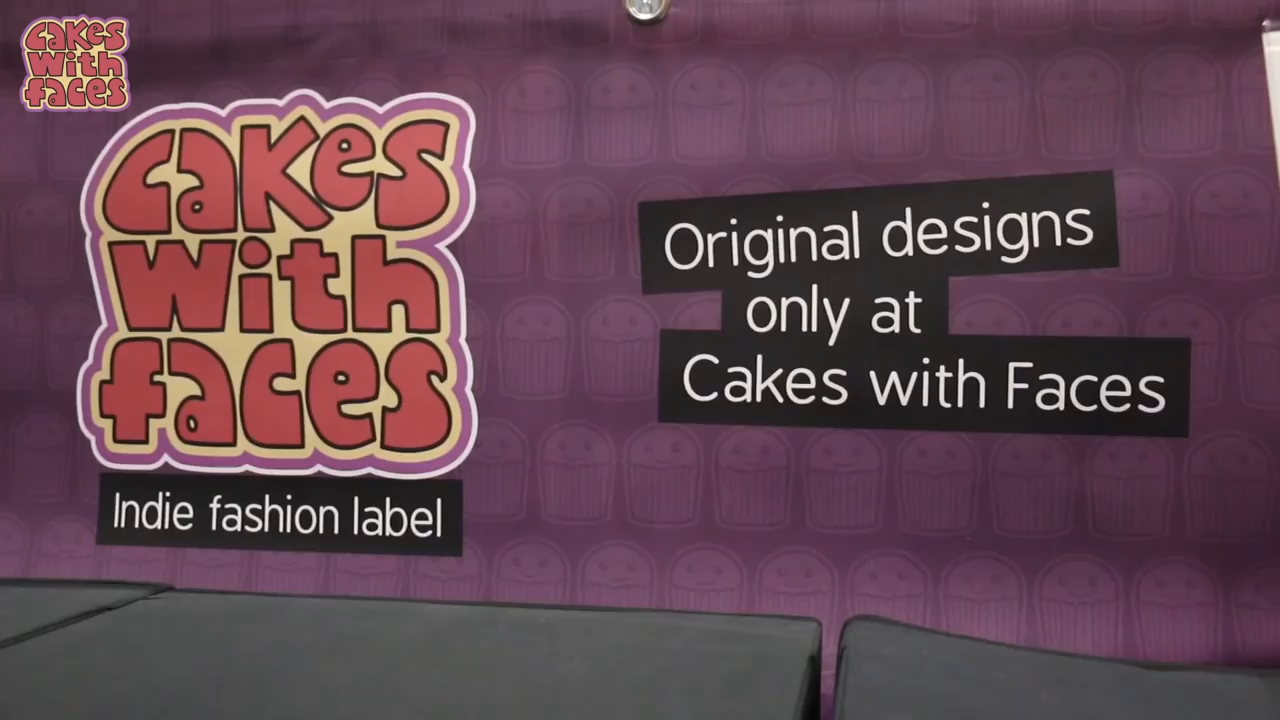 Cakes
With
faces
Cakes
With
faces
Indie fashion label
Original designs
only at
Cakes with Faces